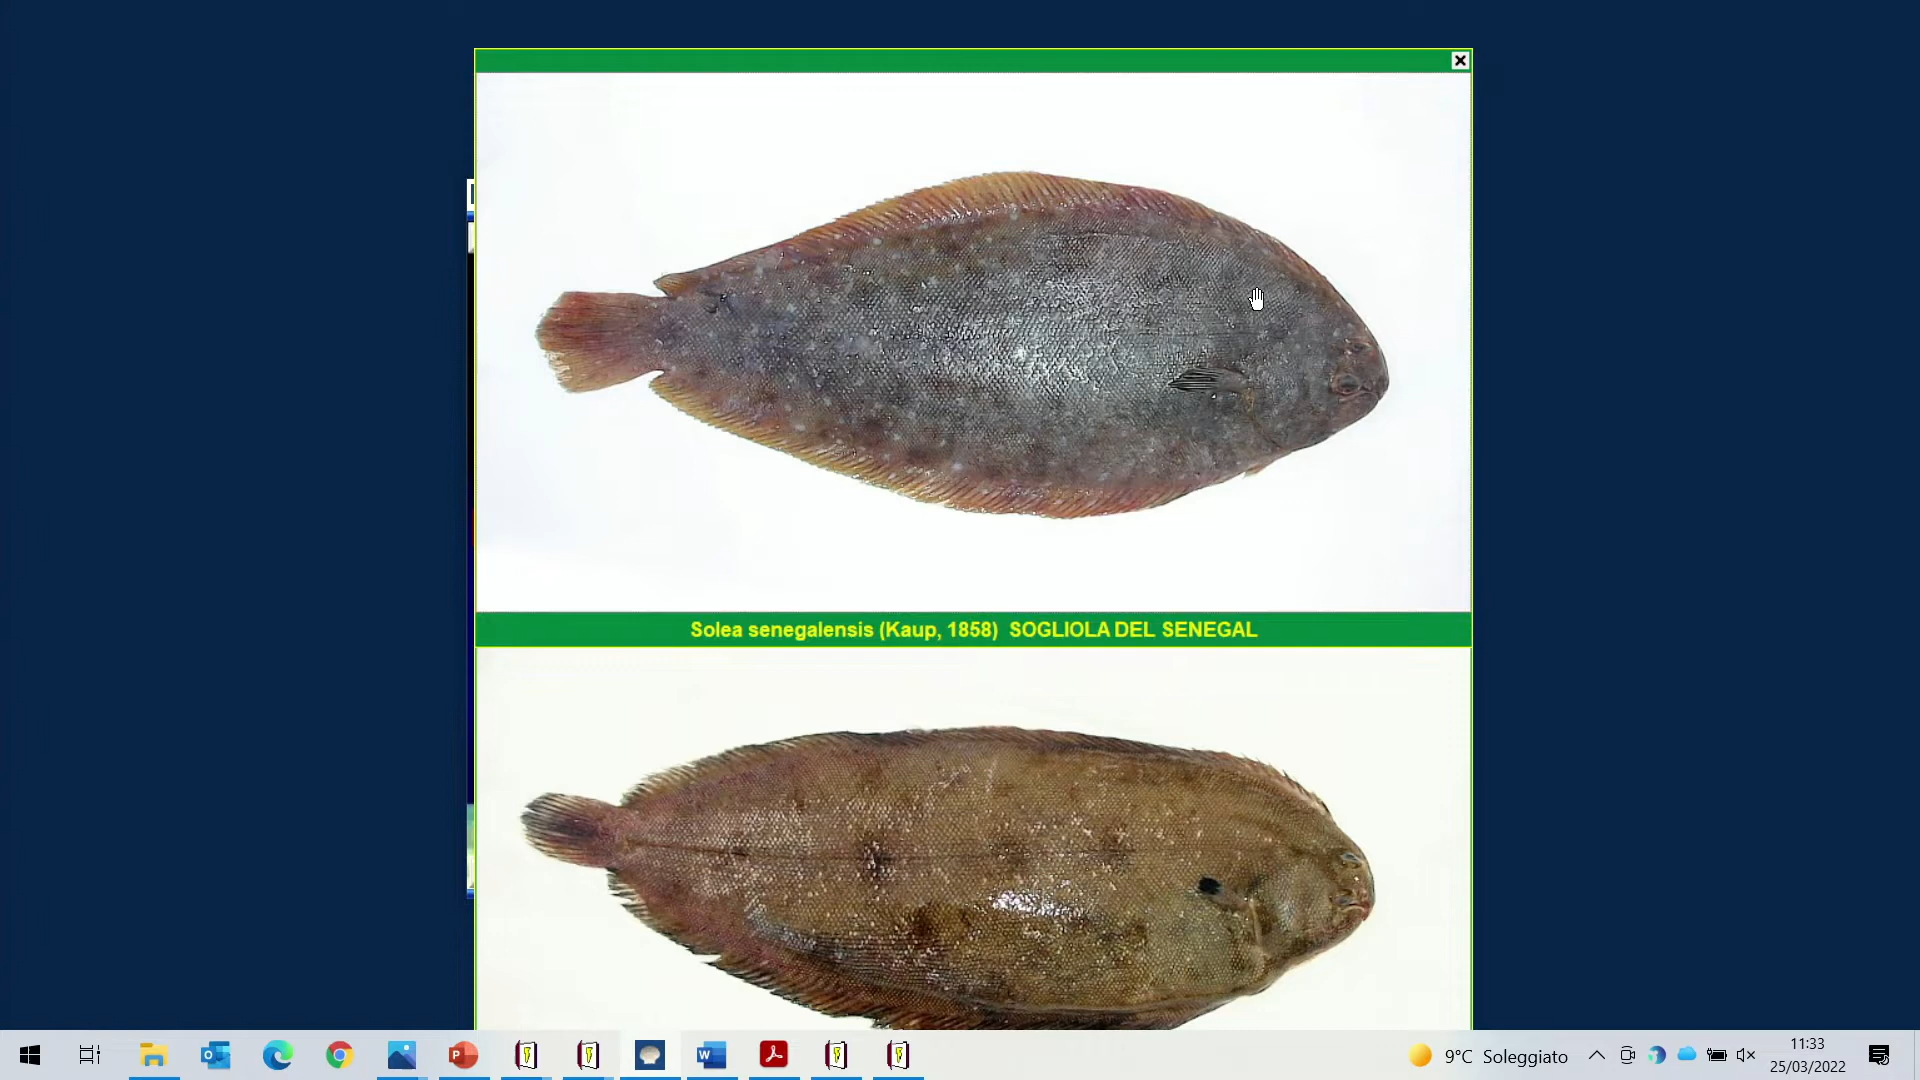 Solea senegalensis (Kaup, 1858) SOGLIOLA DEL SENEGAL
9°C Soleggiato
11:33
25/03/2022